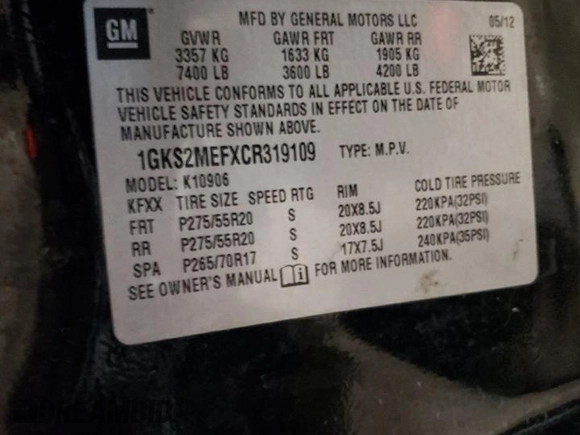 GM
MFD BY GENERAL MOTORS LLC 05/12
GVWR GAWR FRT GAWR RR
3357 KG 1633 KG 1905 KG
7400 LB 3600 LB 4200 LB
THIS VEHICLE CONFORMS TO ALL APPLICABLE U.S. FEDERAL MOTOR
VEHICLE SAFETY STANDARDS IN EFFECT ON THE DATE OF
MANUFACTURE SHOWN ABOVE.
1GKS2MEFXCR319109 TYPE: M.P.V.
MODEL: K10906
KFXX TIRE SIZE SPEED RTG RIM COLD TIRE PRESSURE
FRT P275/55R20 S 20X8.5J 220KPA(32PSI)
RR P275/55R20 S 20X8.5J 220KPA(32PSI)
SPA P265/70R17 S 17X7.5J 240KPA(35PSI)
SEE OWNER'S MANUAL FOR MORE INFORMATION.